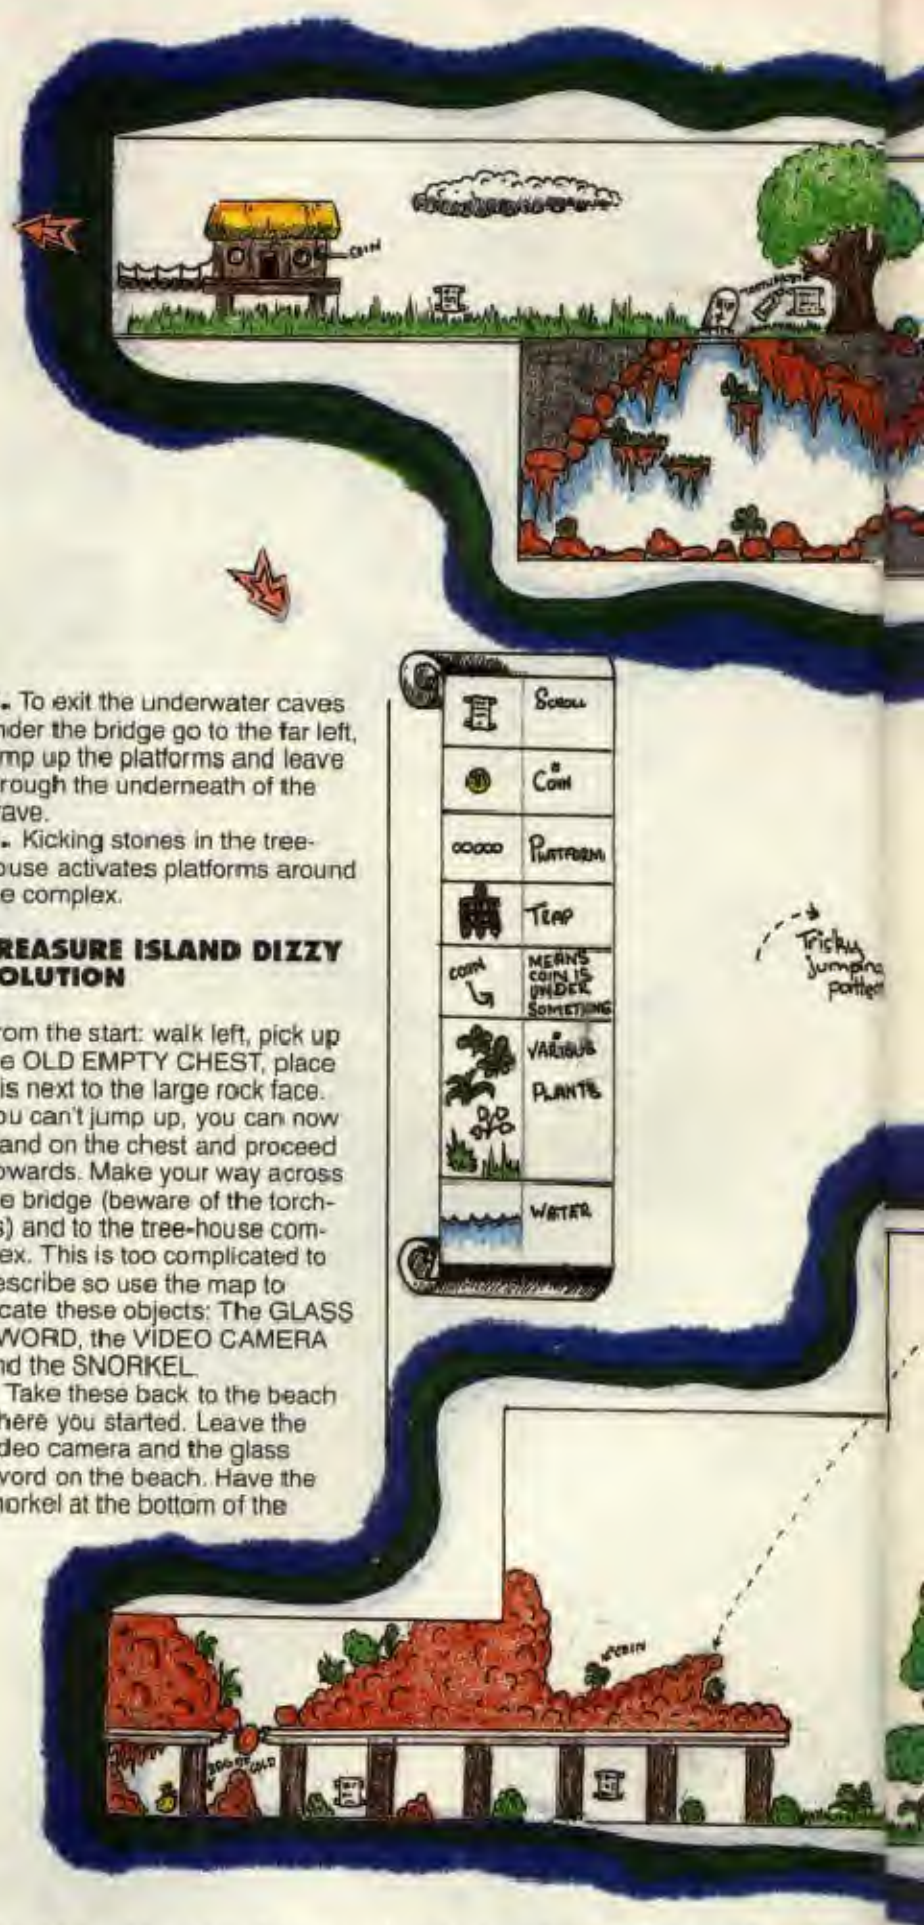 COIN
RIP
. To exit the underwater caves
nder the bridge go to the far left,
mp up the platforms and leave
rough the underneath of the
rave.
. Kicking stones in the tree-
ouse activates platforms around
e complex.
REASURE ISLAND DIZZY
OLUTION
rom the start: walk left, pick up
e OLD EMPTY CHEST, place
is next to the large rock face.
ou can't jump up, you can now
and on the chest and proceed
owards. Make your way across
e bridge (beware of the torch-
s) and to the tree-house com-
ex. This is too complicated to
escribe so use the map to
cate these objects: The GLASS
WORD, the VIDEO CAMERA
nd the SNORKEL.
Take these back to the beach
here you started. Leave the
deo camera and the glass
word on the beach. Have the
norkel at the bottom of the
SCROLL
COIN
PLATFORM
TRAP
COIN
MEANS
COIN IS
UNDER
SOMETHING
VARIOUS
PLANTS
WATER
Tricky
jumping
COIN
BAG OF
GOLD